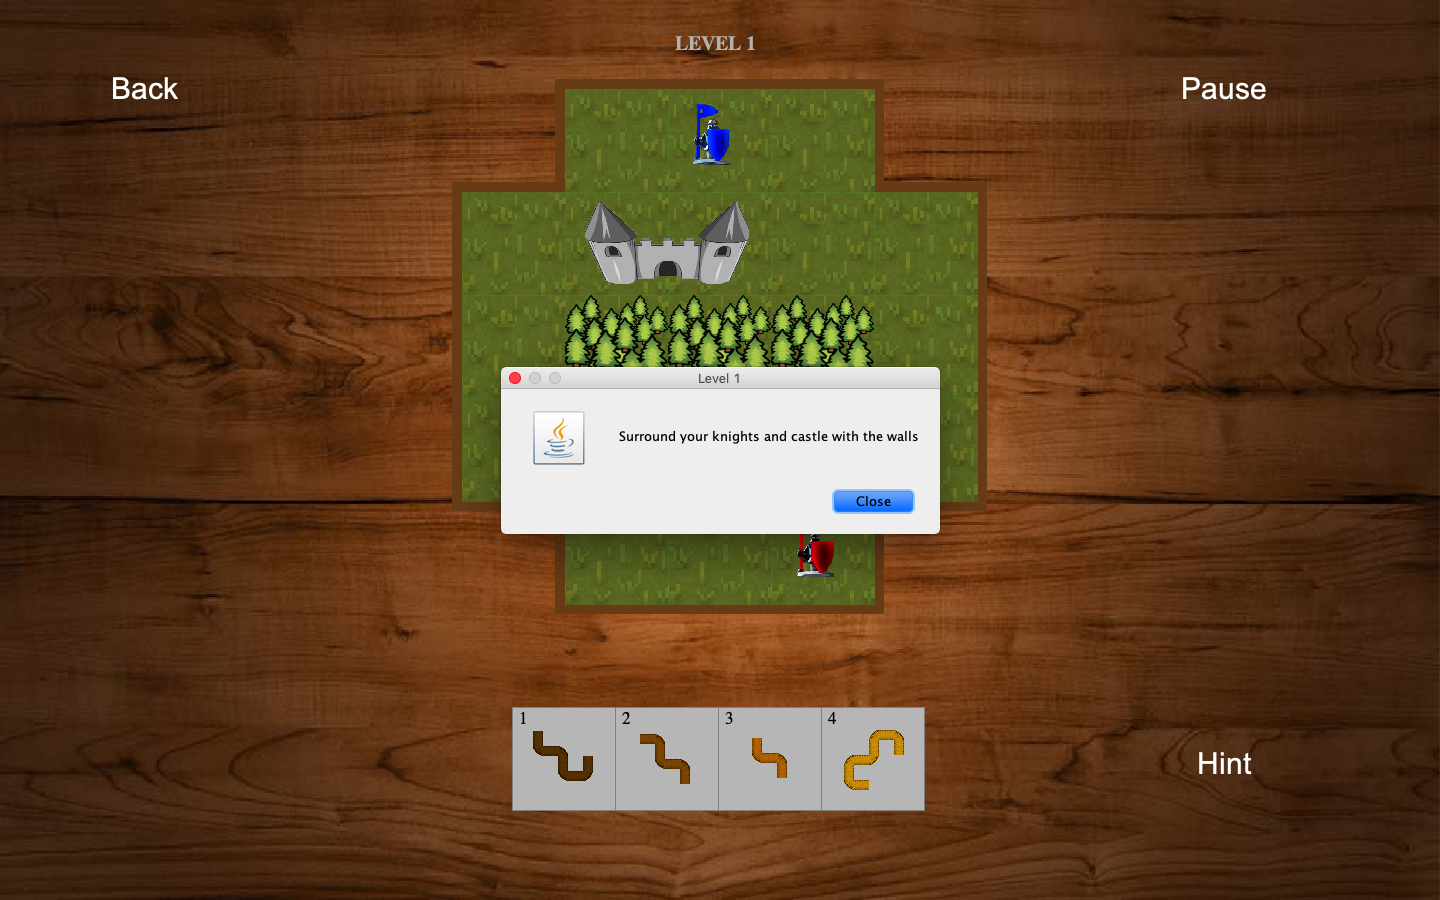 LEVEL 1
Back
Pause
Level 1
Surround your knights and castle with the walls
Close
1
2
3
4
Hint